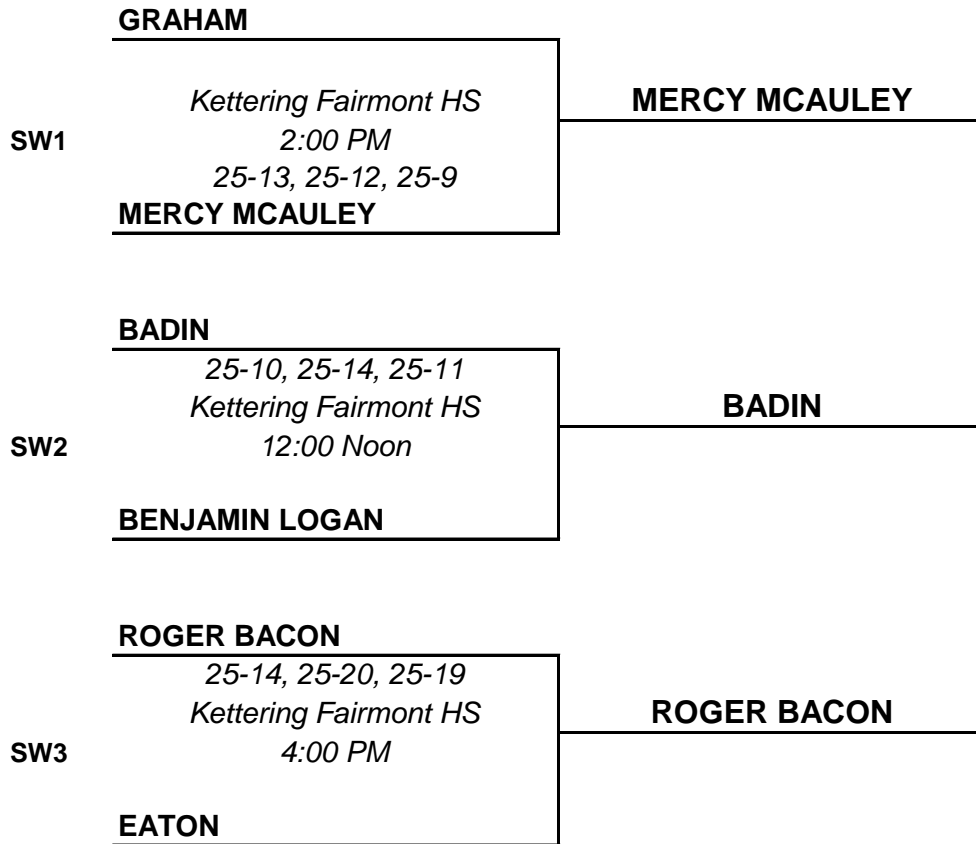 GRAHAM
Kettering Fairmont HS
MERCY MCAULEY
SW1
2:00 PM
25-13, 25-12, 25-9
MERCY MCAULEY
BADIN
25-10, 25-14, 25-11
Kettering Fairmont HS
BADIN
SW2
12:00 Noon
BENJAMIN LOGAN
ROGER BACON
25-14, 25-20, 25-19
Kettering Fairmont HS
ROGER BACON
SW3
4:00 PM
EATON